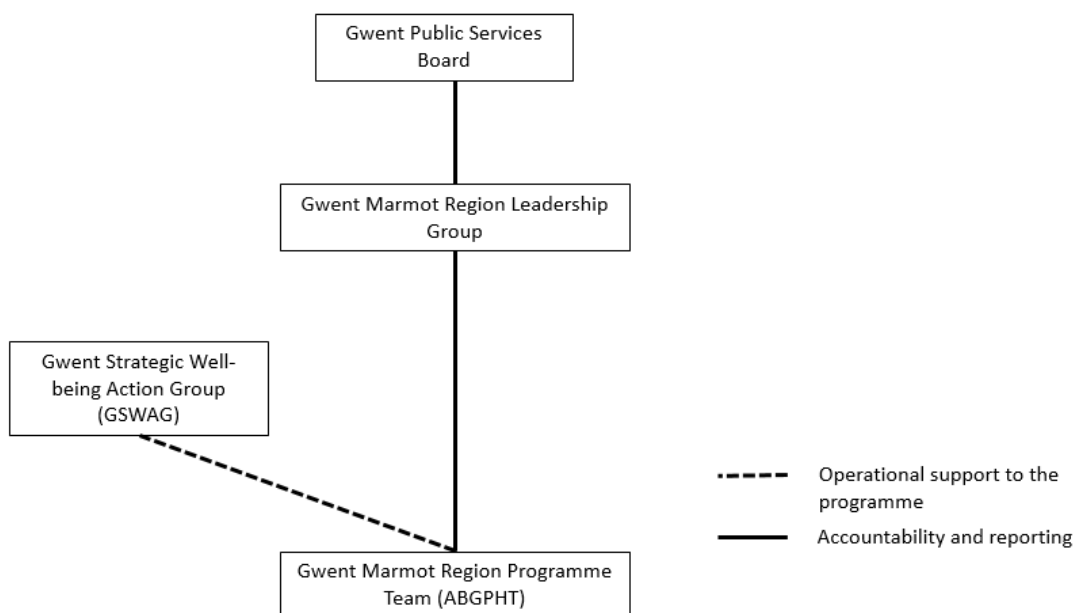 Gwent Public Services
Board
Gwent Marmot Region Leadership
Group
Gwent Strategic Well-
being Action Group
(GSWAG)
Operational support to the
programme
Accountability and reporting
Gwent Marmot Region Programme
Team (ABGPHT)